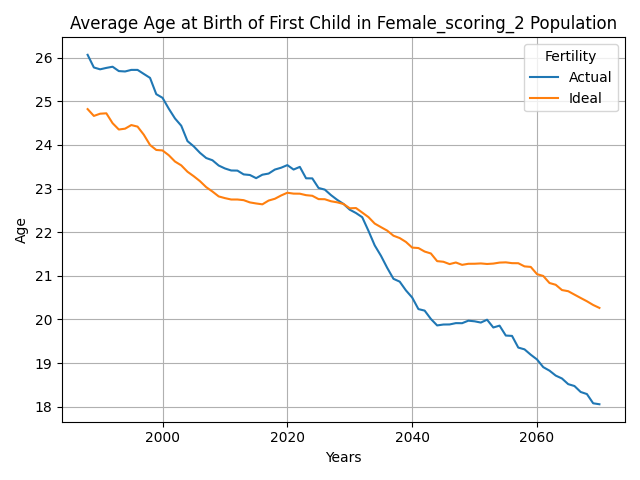 Average Age at Birth of First Child in Female_scoring_2 Population
Fertility
Actual
Ideal
26
25
24
23
22
21
20
19
18
Age
2000
2020
2040
2060
Years